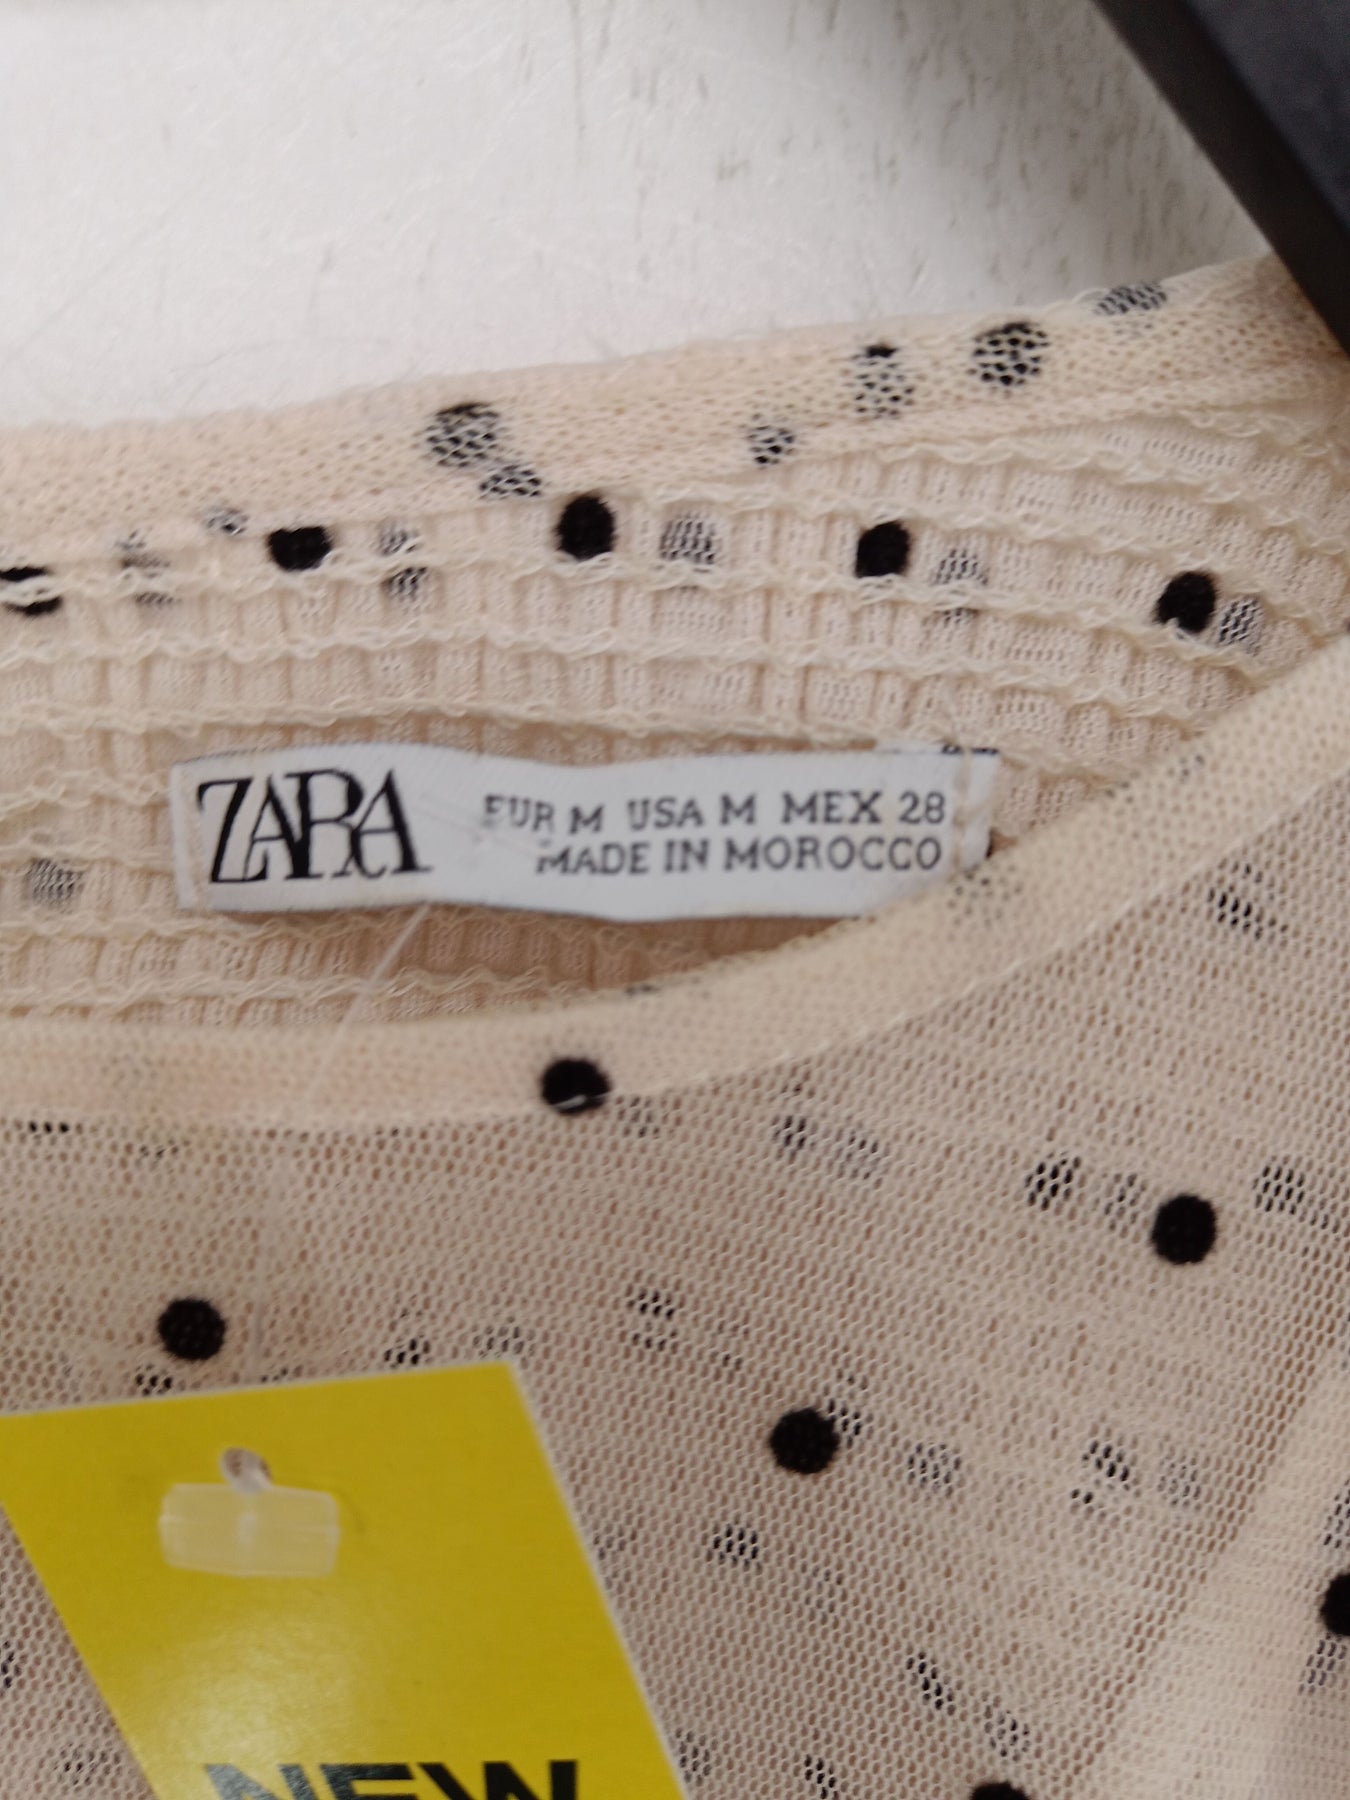 ZARA
EUR M USA M MEX 28
MADE IN MOROCCO
NEW